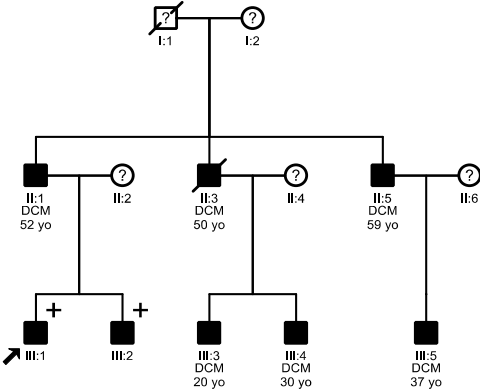 ? ?
I:1 I:2
? ? ?
II:1 II:2 II:3 II:4 II:5 II:6
DCM DCM DCM
52 yo 50 yo 59 yo
+ +
III:1 III:2 III:3 III:4 III:5
DCM DCM DCM
20 yo 30 yo 37 yo